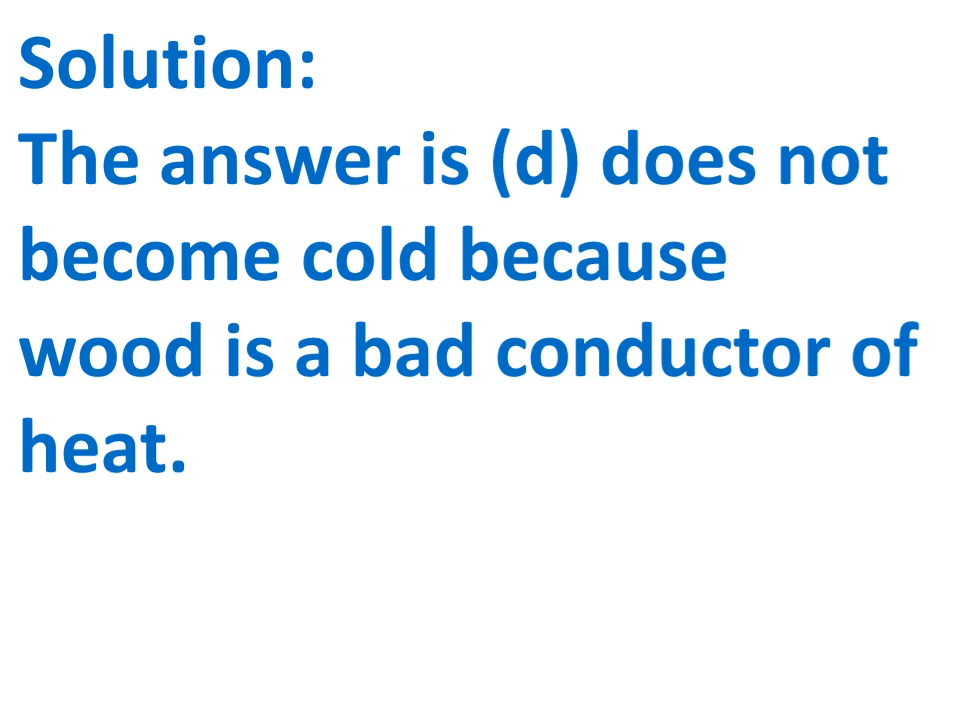 Solution:
The answer is (d) does not
become cold because
wood is a bad conductor of
heat.